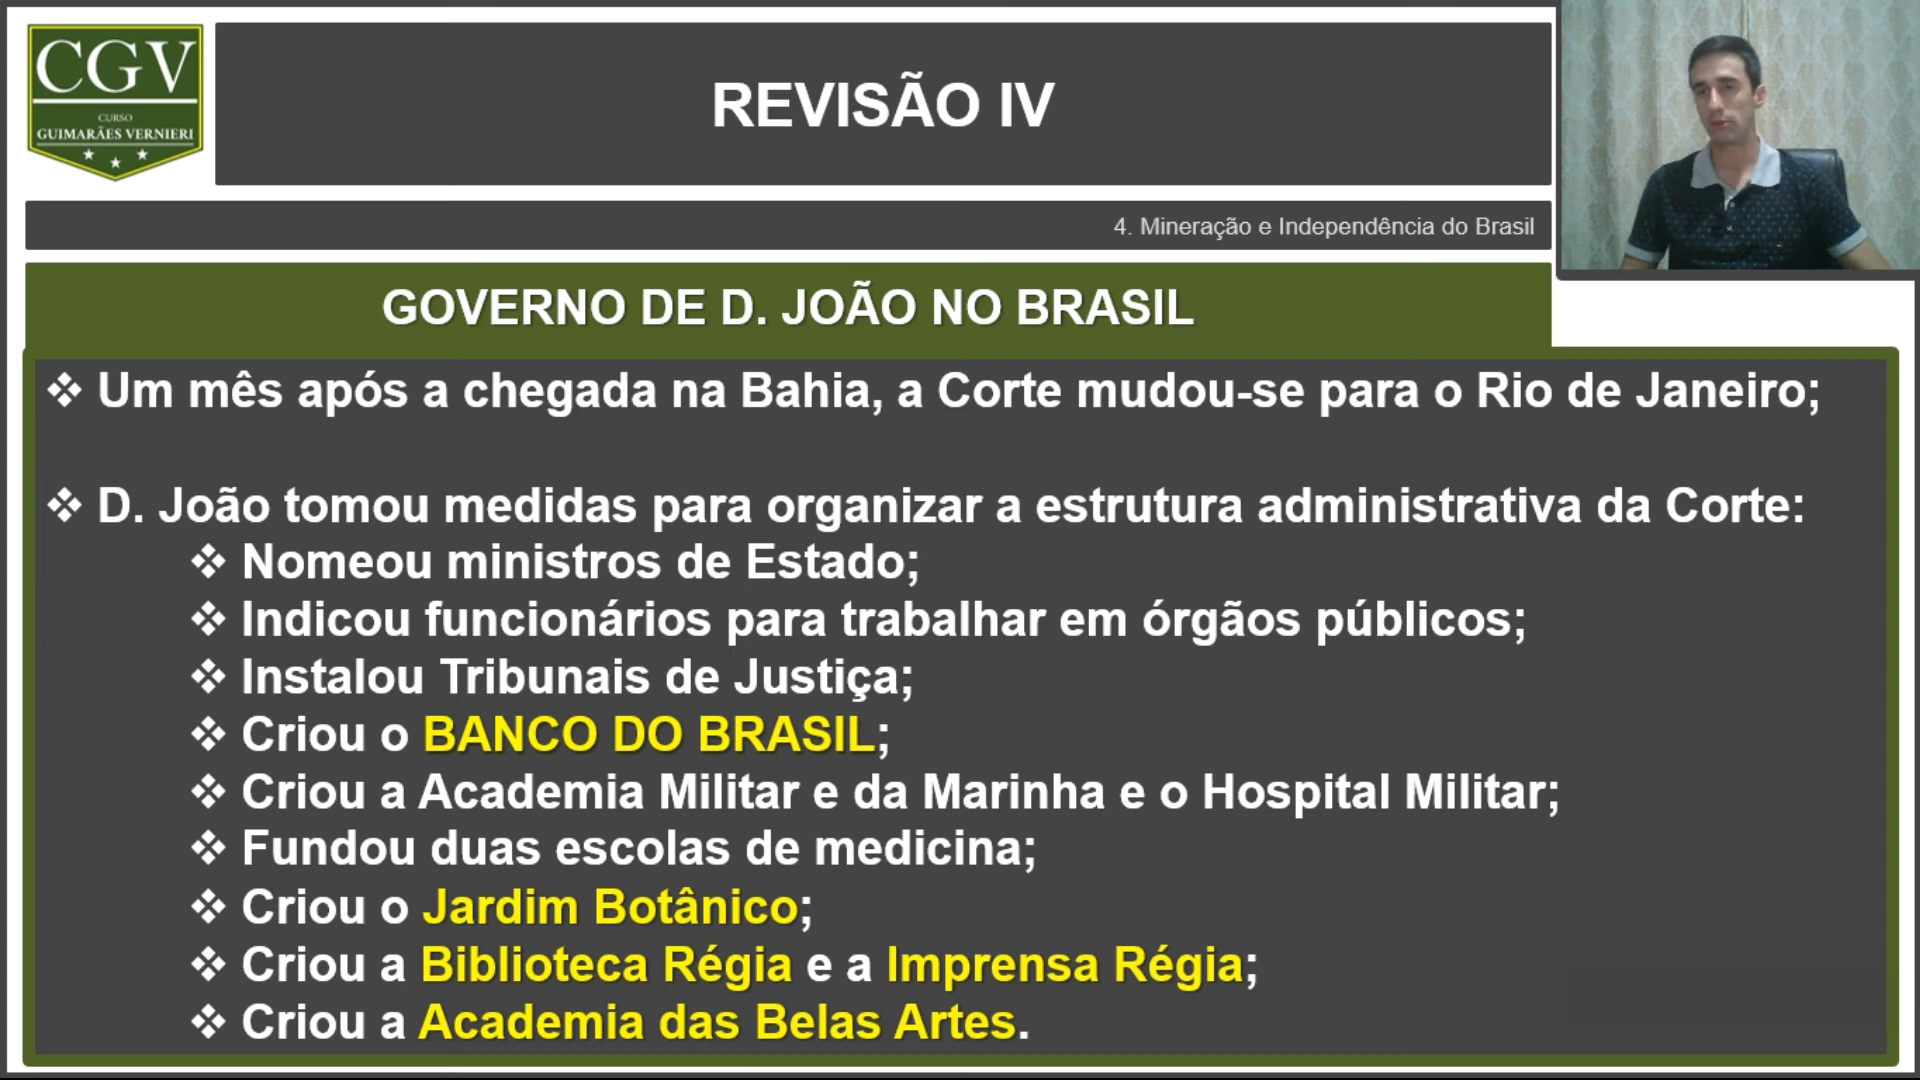 CGV
CURSO
GUIMARÃES VERNIERI
REVISÃO IV
4. Mineração e Independência do Brasil
GOVERNO DE D. JOÃO NO BRASIL
❖ Um mês após a chegada na Bahia, a Corte mudou-se para o Rio de Janeiro;
❖ D. João tomou medidas para organizar a estrutura administrativa da Corte:
❖ Nomeou ministros de Estado;
❖ Indicou funcionários para trabalhar em órgãos públicos;
❖ Instalou Tribunais de Justiça;
❖ Criou o BANCO DO BRASIL;
❖ Criou a Academia Militar e da Marinha e o Hospital Militar;
❖ Fundou duas escolas de medicina;
❖ Criou o Jardim Botânico;
❖ Criou a Biblioteca Régia e a Imprensa Régia;
❖ Criou a Academia das Belas Artes.